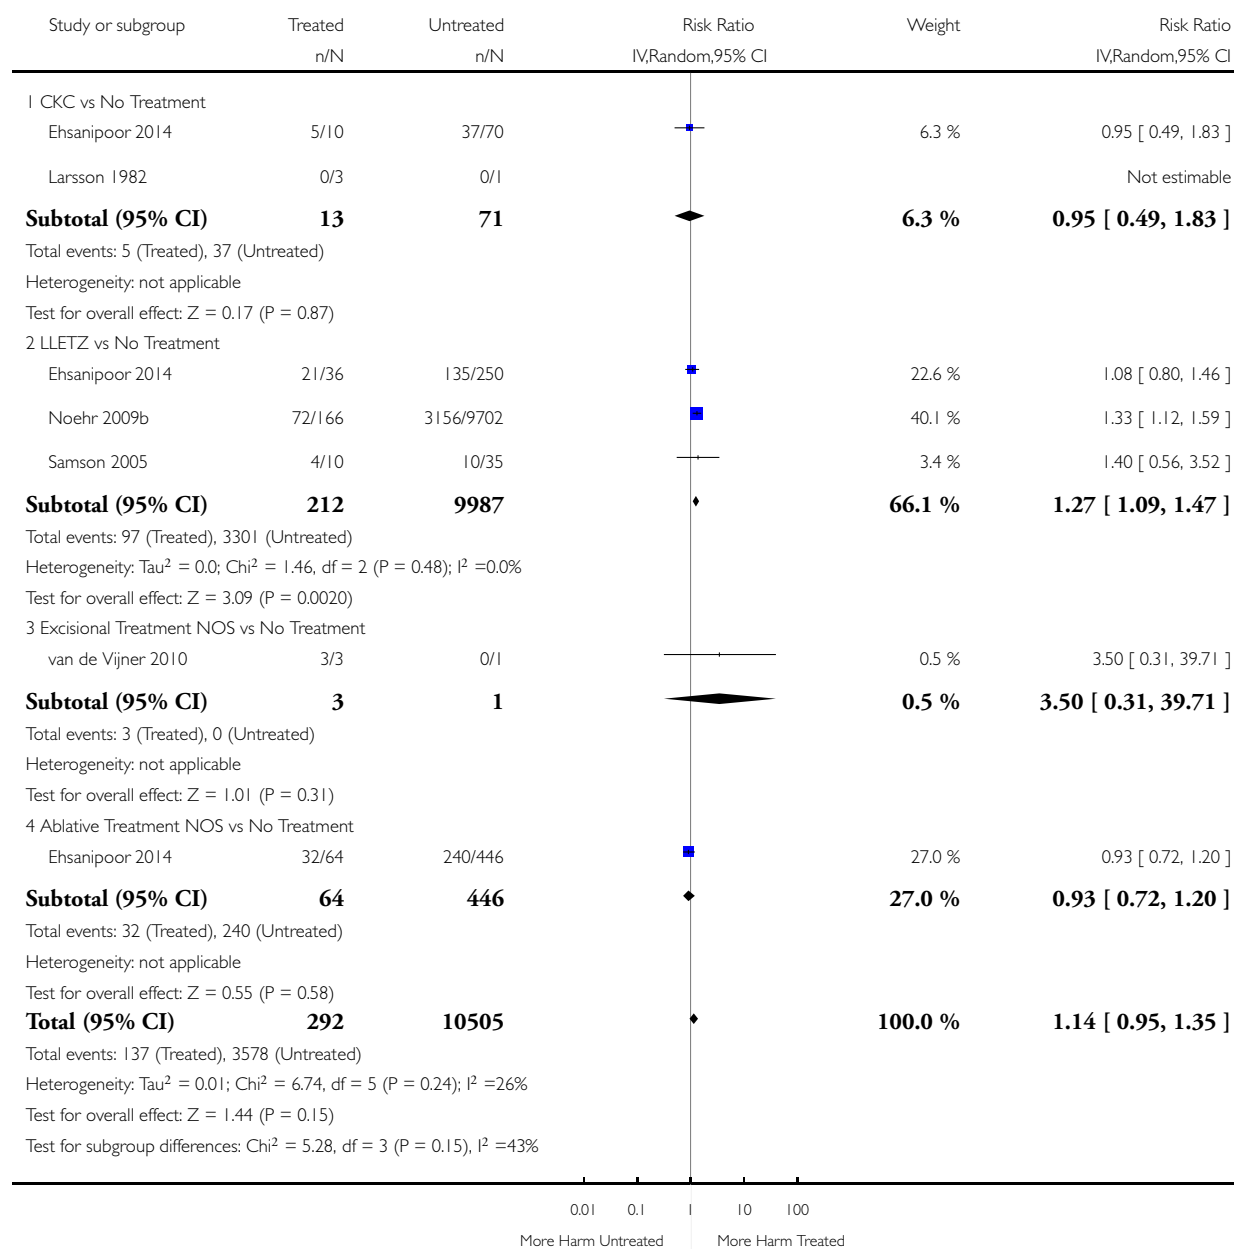 Study or subgroup Treated Untreated Risk Ratio Weight Risk Ratio
n/N n/N IV,Random,95% CI IV,Random,95% CI
1 CKC vs No Treatment
Ehsanipoor 2014 5/10 37/70 6.3 % 0.95 [ 0.49, 1.83 ]
Larsson 1982 0/3 0/1 Not estimable
Subtotal (95% CI) 13 71 6.3 % 0.95 [ 0.49, 1.83 ]
Total events: 5 (Treated), 37 (Untreated)
Heterogeneity: not applicable
Test for overall effect: Z = 0.17 (P = 0.87)
2 LLETZ vs No Treatment
Ehsanipoor 2014 21/36 135/250 22.6 % 1.08 [ 0.80, 1.46 ]
Noehr 2009b 72/166 3156/9702 40.1 % 1.33 [ 1.12, 1.59 ]
Samson 2005 4/10 10/35 3.4 % 1.40 [ 0.56, 3.52 ]
Subtotal (95% CI) 212 9987 66.1 % 1.27 [ 1.09, 1.47 ]
Total events: 97 (Treated), 3301 (Untreated)
Heterogeneity: Tau² = 0.0; Chi² = 1.46, df = 2 (P = 0.48); I² =0.0%
Test for overall effect: Z = 3.09 (P = 0.0020)
3 Excisional Treatment NOS vs No Treatment
van de Vijner 2010 3/3 0/1 0.5 % 3.50 [ 0.31, 39.71 ]
Subtotal (95% CI) 3 1 0.5 % 3.50 [ 0.31, 39.71 ]
Total events: 3 (Treated), 0 (Untreated)
Heterogeneity: not applicable
Test for overall effect: Z = 1.01 (P = 0.31)
4 Ablative Treatment NOS vs No Treatment
Ehsanipoor 2014 32/64 240/446 27.0 % 0.93 [ 0.72, 1.20 ]
Subtotal (95% CI) 64 446 27.0 % 0.93 [ 0.72, 1.20 ]
Total events: 32 (Treated), 240 (Untreated)
Heterogeneity: not applicable
Test for overall effect: Z = 0.55 (P = 0.58)
Total (95% CI) 292 10505 100.0 % 1.14 [ 0.95, 1.35 ]
Total events: 137 (Treated), 3578 (Untreated)
Heterogeneity: Tau² = 0.01; Chi² = 6.74, df = 5 (P = 0.24); I² =26%
Test for overall effect: Z = 1.44 (P = 0.15)
Test for subgroup differences: Chi² = 5.28, df = 3 (P = 0.15), I² =43%
0.01 0.1 1 10 100
More Harm Untreated More Harm Treated